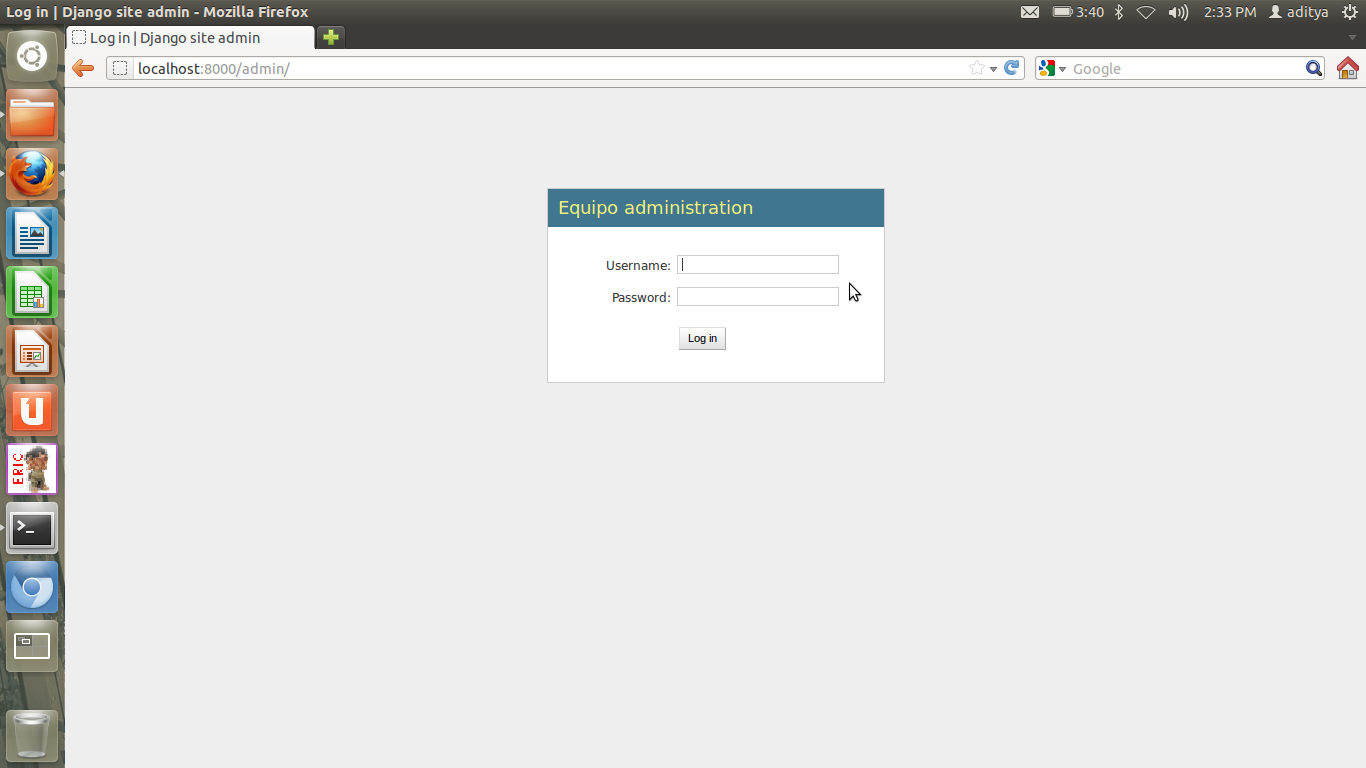 Log in | Django site admin - Mozilla Firefox
3:40
2:33 PM
aditya
Log in | Django site admin
localhost:8000/admin/
Google
Equipo administration
Username:
Password:
Log in
U
ERIC
>_